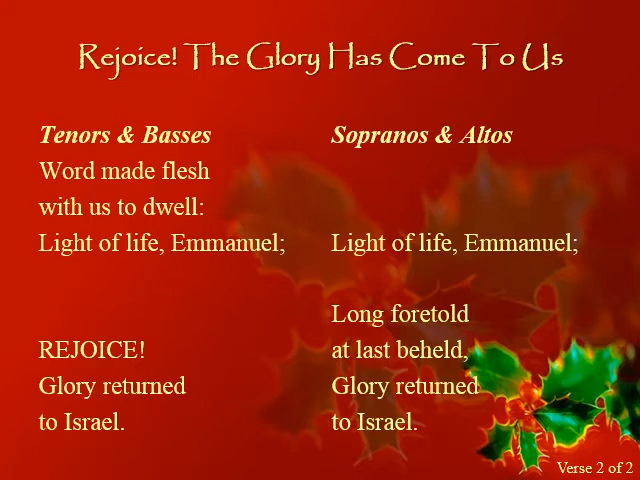 Rejoice! The Glory Has Come To Us
Tenors & Basses
Word made flesh
with us to dwell:
Light of life, Emmanuel;
REJOICE!
Glory returned
to Israel.
Sopranos & Altos
Light of life, Emmanuel;
Long foretold
at last beheld,
Glory returned
to Israel.
Verse 2 of 2